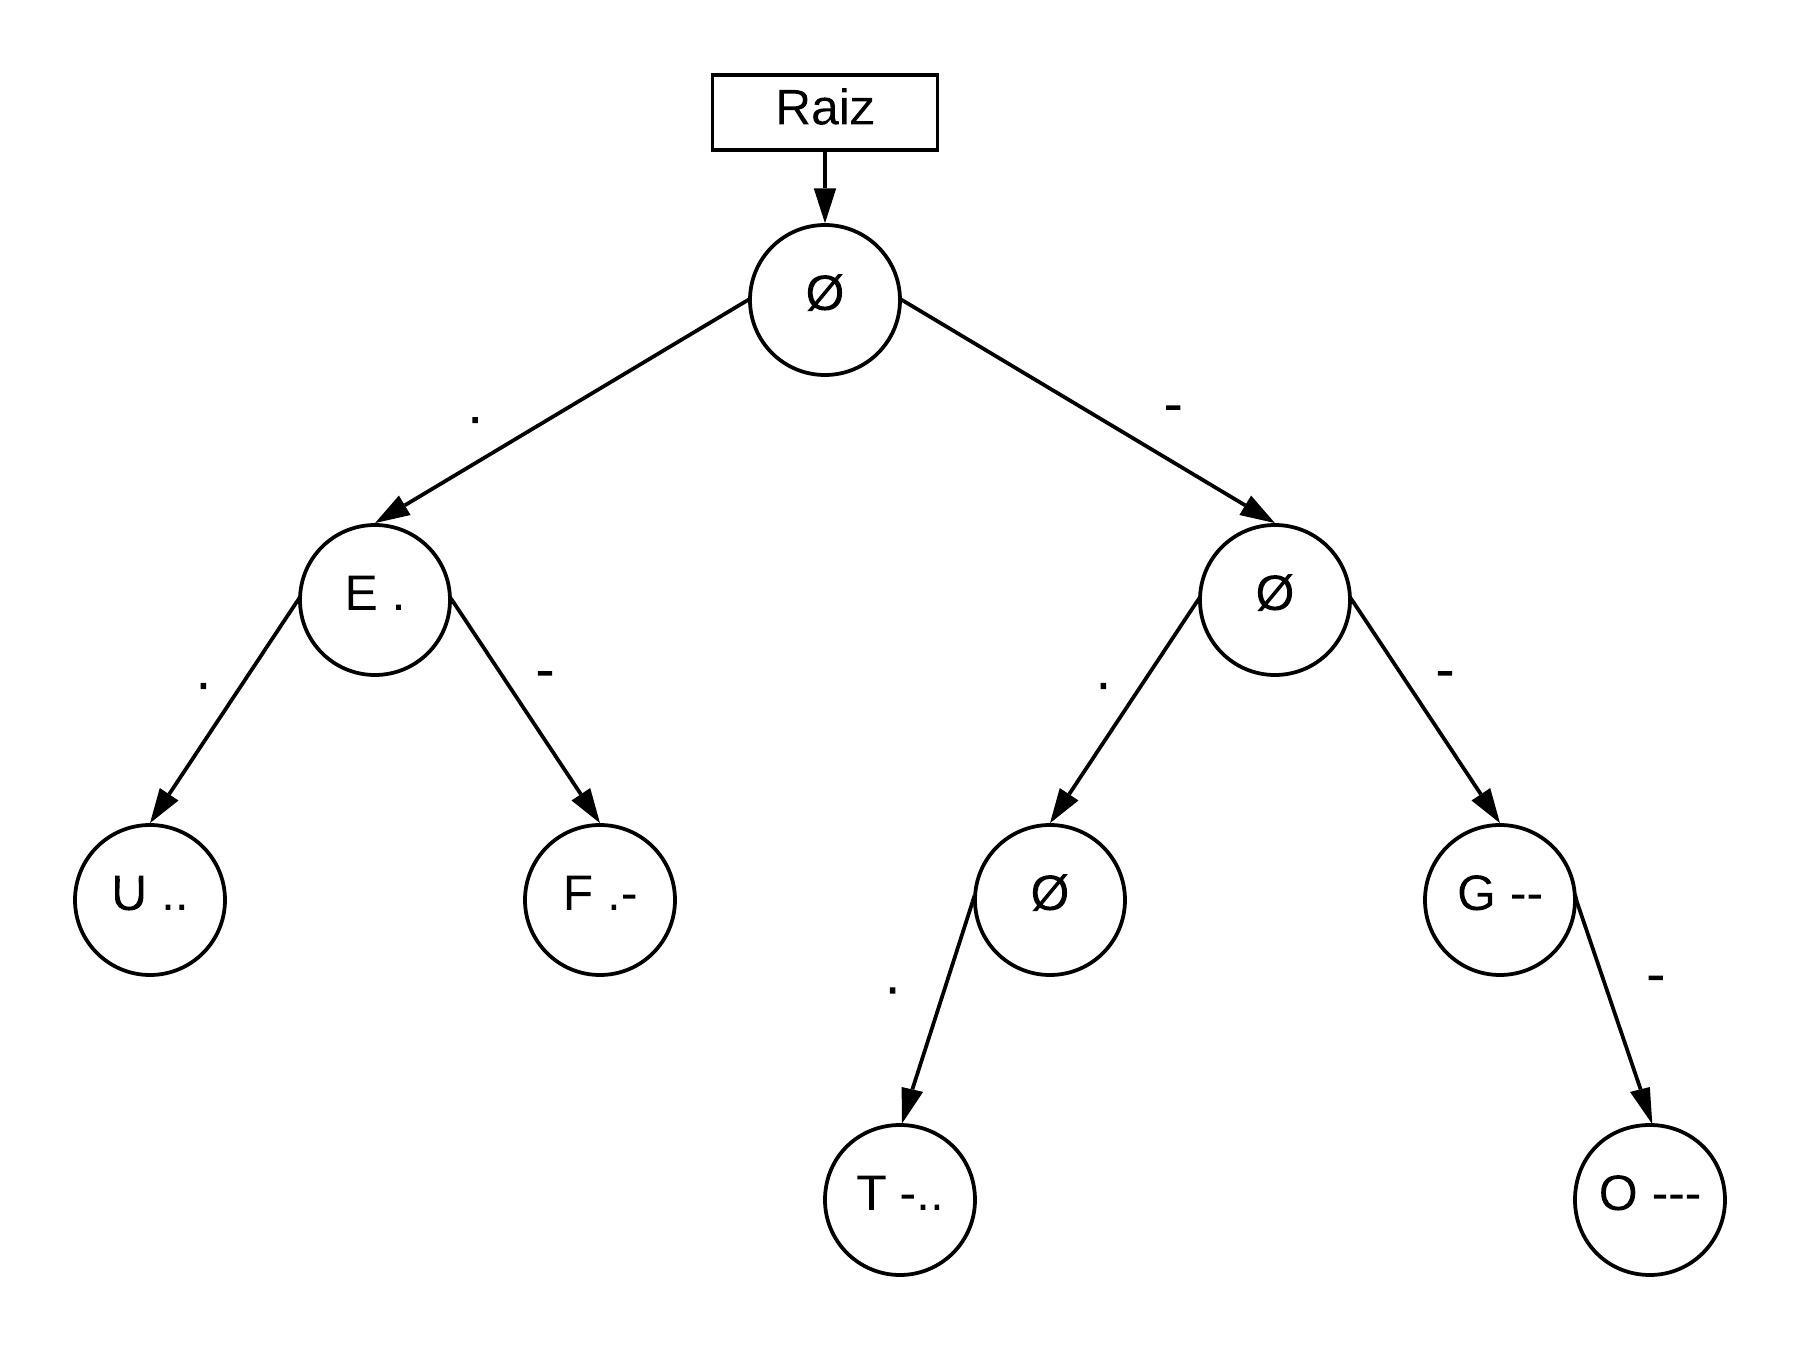 Raiz
Ø
.
-
E .
Ø
.
-
.
-
U ..
F .-
Ø
G --
.
-
T -..
O ---